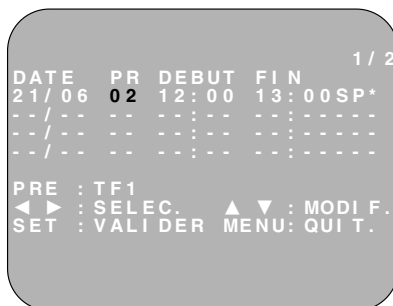 1/2
DATE PR DEBUT FIN
21/06 02 12:00 13:00SP*
--/-- -- --:-- --:-----
--/-- -- --:-- --:-----
--/-- -- --:-- --:-----
PRE : TF1
◄ ► : SELEC. ▲ ▼ : MODIF.
SET : VALIDER MENU: QUIT.